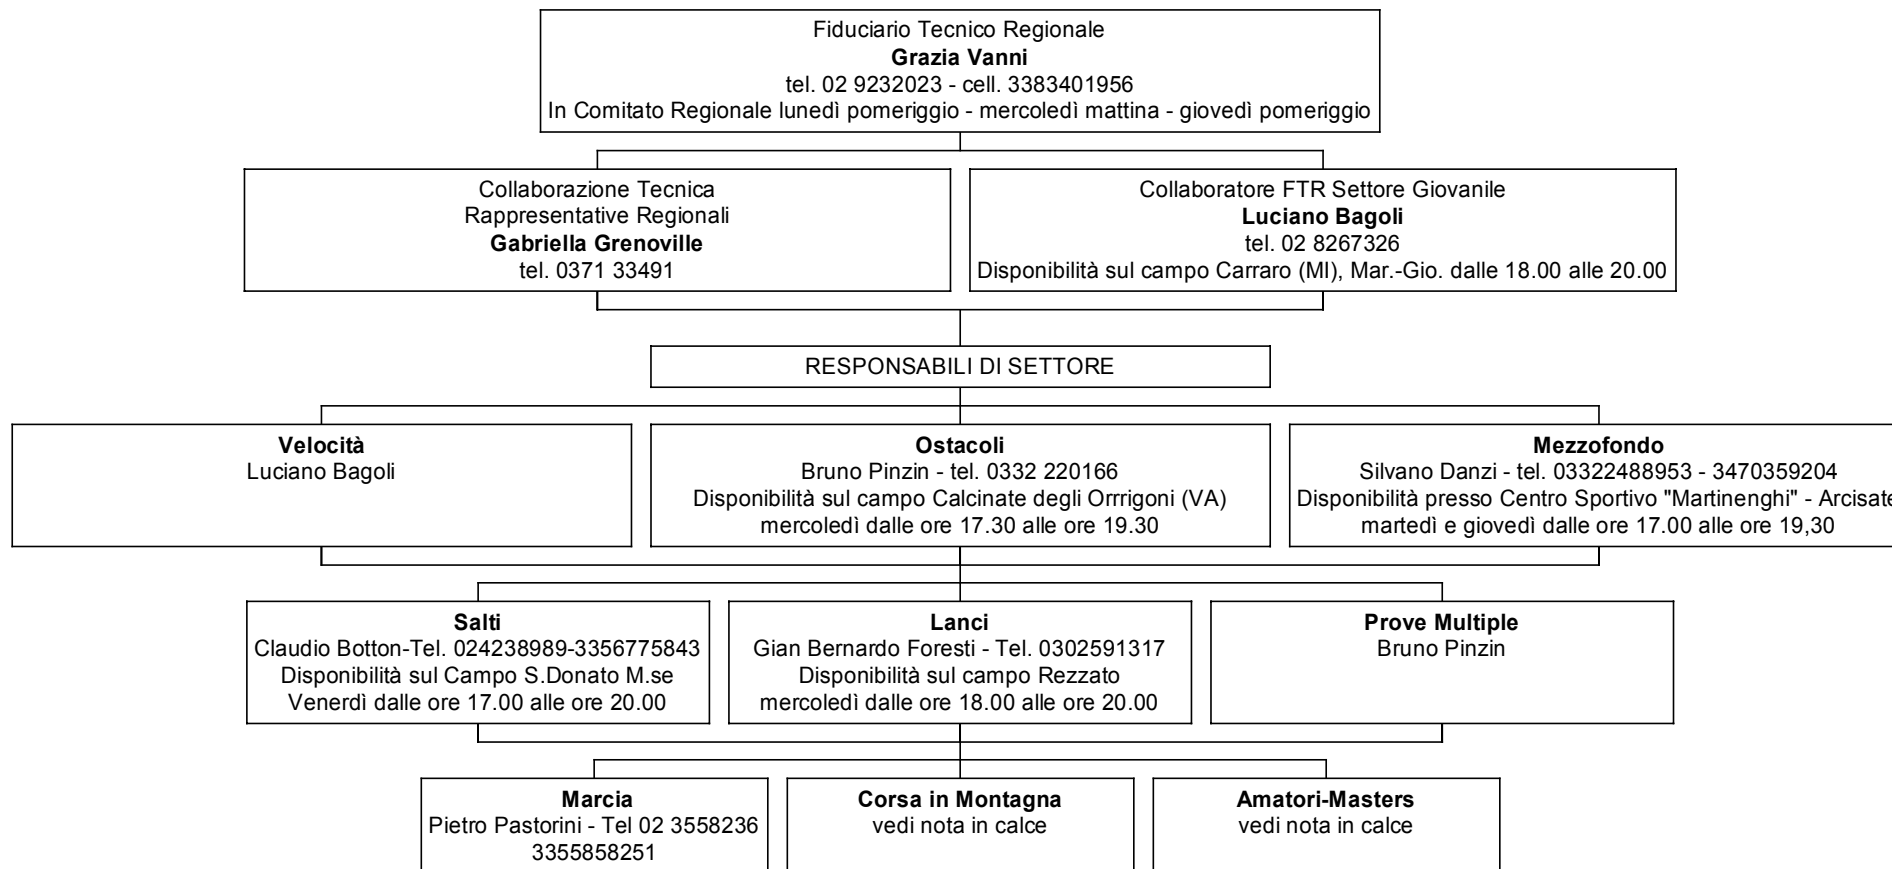 Fiduciario Tecnico Regionale
Grazia Vanni
tel. 02 9232023 - cell. 3383401956
In Comitato Regionale lunedì pomeriggio - mercoledì mattina - giovedì pomeriggio
Collaborazione Tecnica
Rappresentative Regionali
Gabriella Grenoville
tel. 0371 33491
Collaboratore FTR Settore Giovanile
Luciano Bagoli
tel. 02 8267326
Disponibilità sul campo Carraro (MI), Mar.-Gio. dalle 18.00 alle 20.00
RESPONSABILI DI SETTORE
Velocità
Luciano Bagoli
Ostacoli
Bruno Pinzin - tel. 0332 220166
Disponibilità sul campo Calcinate degli Orrrigoni (VA)
mercoledì dalle ore 17.30 alle ore 19.30
Mezzofondo
Silvano Danzi - tel. 03322488953 - 3470359204
Disponibilità presso Centro Sportivo "Martinenghi" - Arcisate
martedì e giovedì dalle ore 17.00 alle ore 19,30
Salti
Claudio Botton-Tel. 024238989-3356775843
Disponibilità sul Campo S.Donato M.se
Venerdì dalle ore 17.00 alle ore 20.00
Lanci
Gian Bernardo Foresti - Tel. 0302591317
Disponibilità sul campo Rezzato
mercoledì dalle ore 18.00 alle ore 20.00
Prove Multiple
Bruno Pinzin
Marcia
Pietro Pastorini - Tel 02 3558236
3355858251
Corsa in Montagna
vedi nota in calce
Amatori-Masters
vedi nota in calce